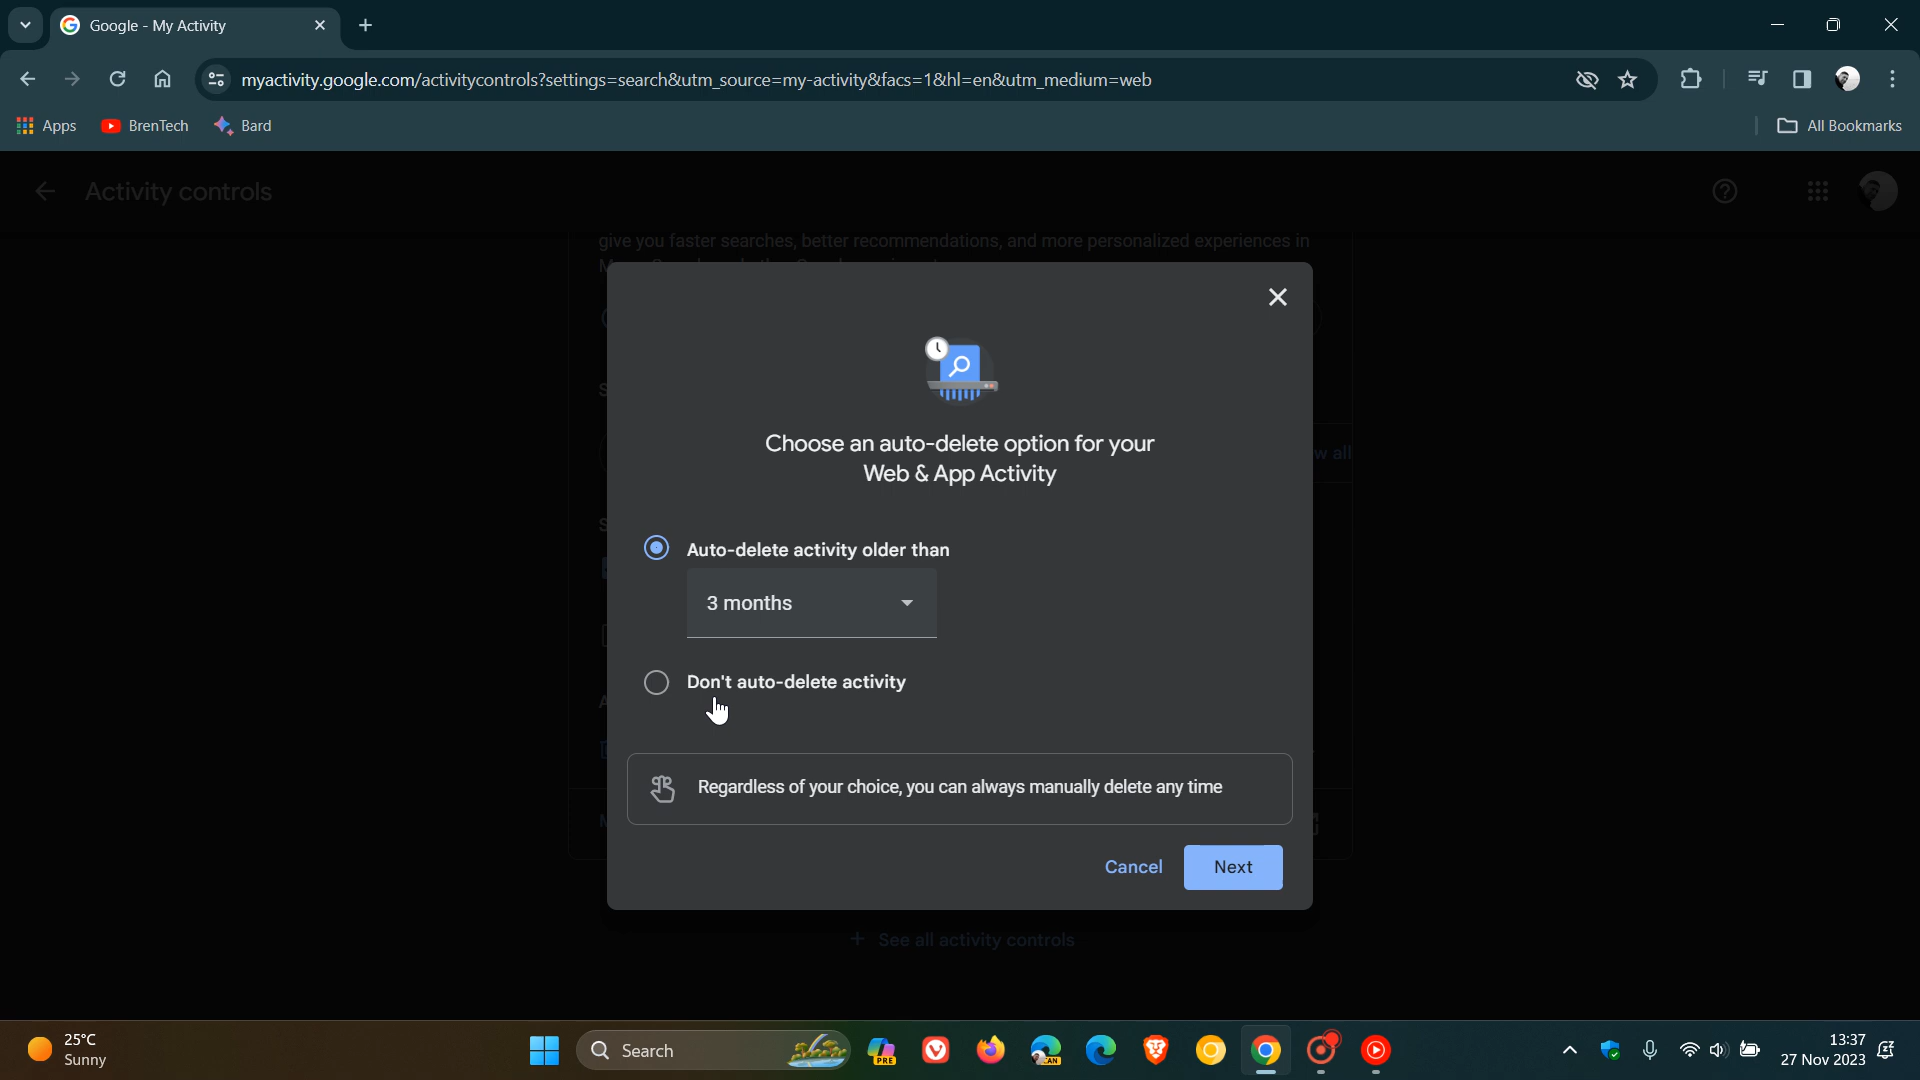 Google - My Activity
myactivity.google.com/activitycontrols?settings=search&utm_source=my-activity&facs=1&hl=en&utm_medium=web
Apps
BrenTech
Bard
All Bookmarks
Activity controls
give you faster searches, better recommendations, and more personalized experiences in
Choose an auto-delete option for your
Web & App Activity
w all
Auto-delete activity older than
3 months
Don't auto-delete activity
Regardless of your choice, you can always manually delete any time
Cancel
Next
+ See all activity controls
25°C
Sunny
Search
PRE
CAN
13:37
27 Nov 2023